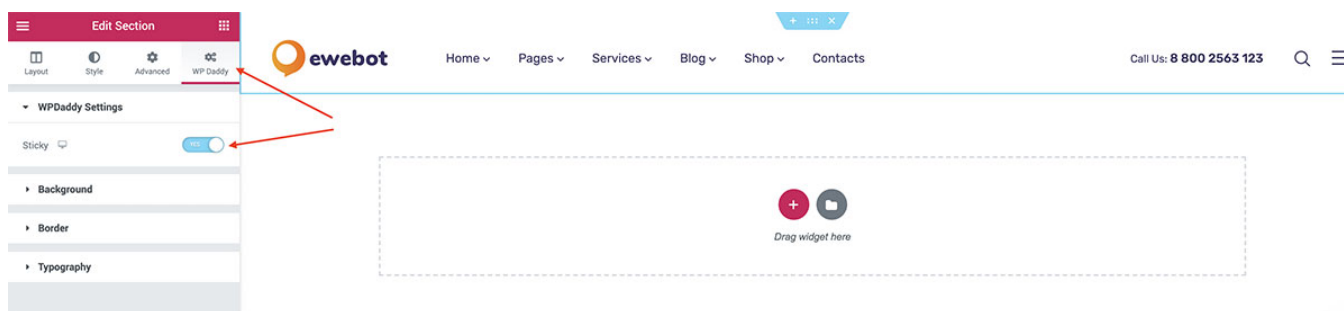 Edit Section
Layout
Style
Advanced
WP Daddy
WPDaddy Settings
Sticky
YES
Background
Border
Typography
ewebot
Home
Pages
Services
Blog
Shop
Contacts
Call Us: 8 800 2563 123
Drag widget here